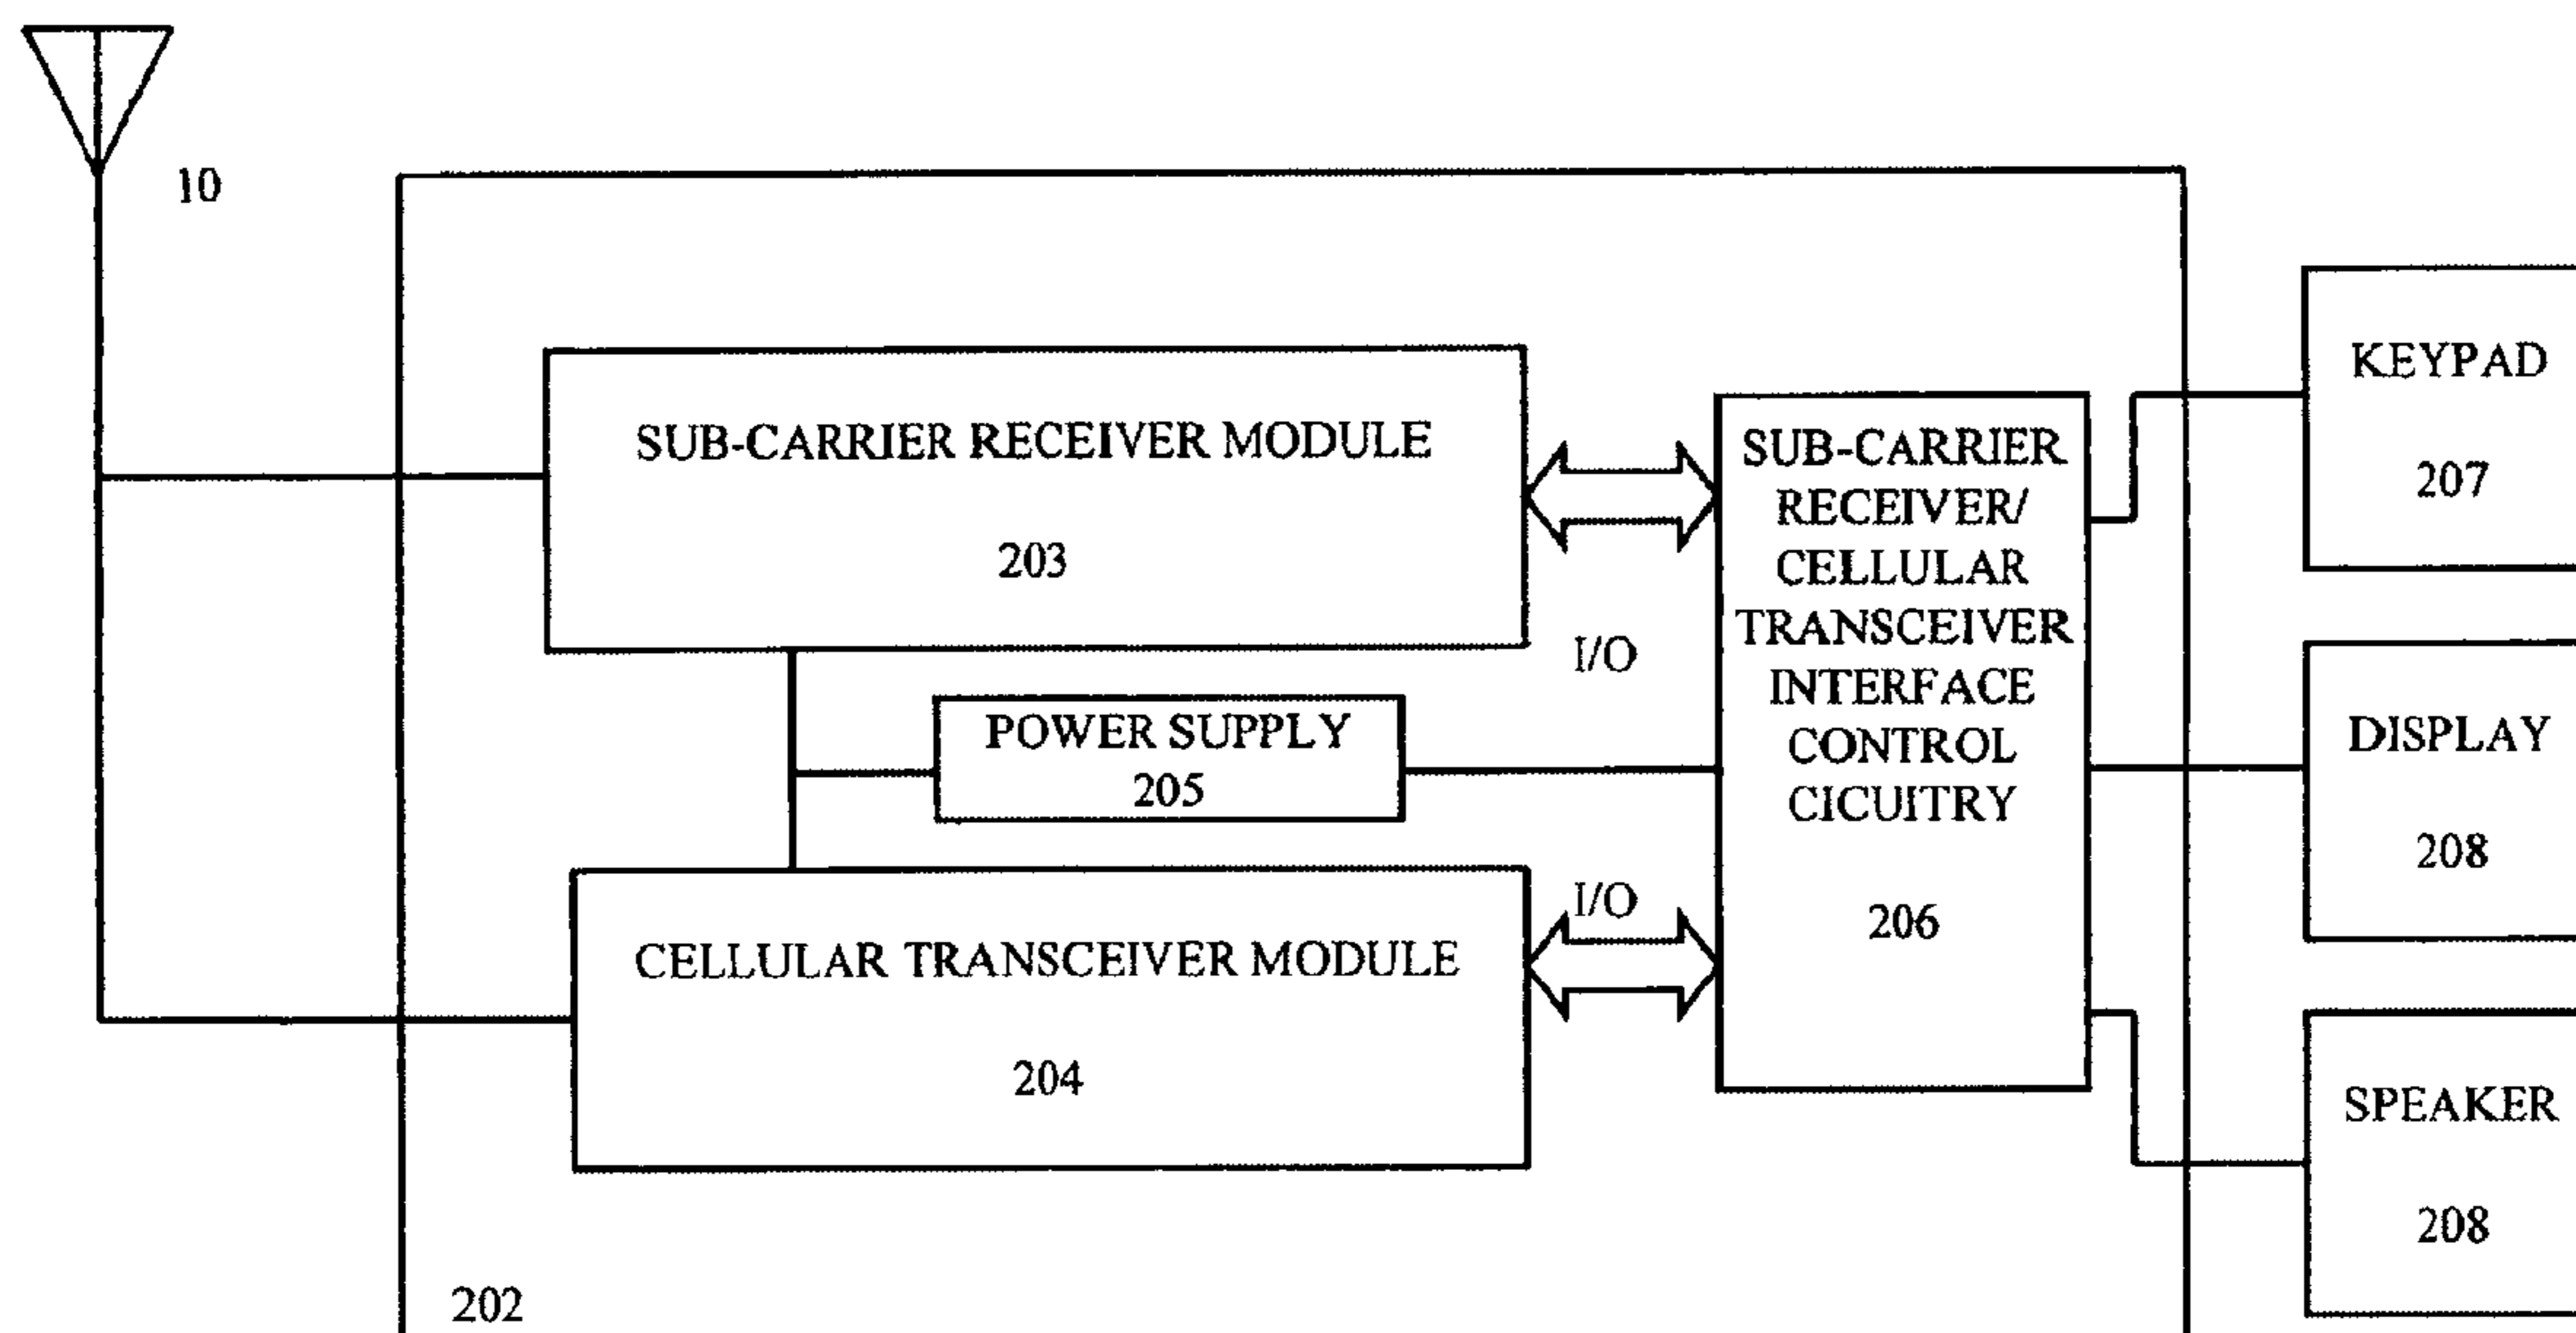 10
SUB-CARRIER RECEIVER MODULE
203
I/O
POWER SUPPLY
205
CELLULAR TRANSCEIVER MODULE
204
I/O
SUB-CARRIER
RECEIVER/
CELLULAR
TRANSCEIVER
INTERFACE
CONTROL
CICUITRY
206
KEYPAD
207
DISPLAY
208
SPEAKER
208
202